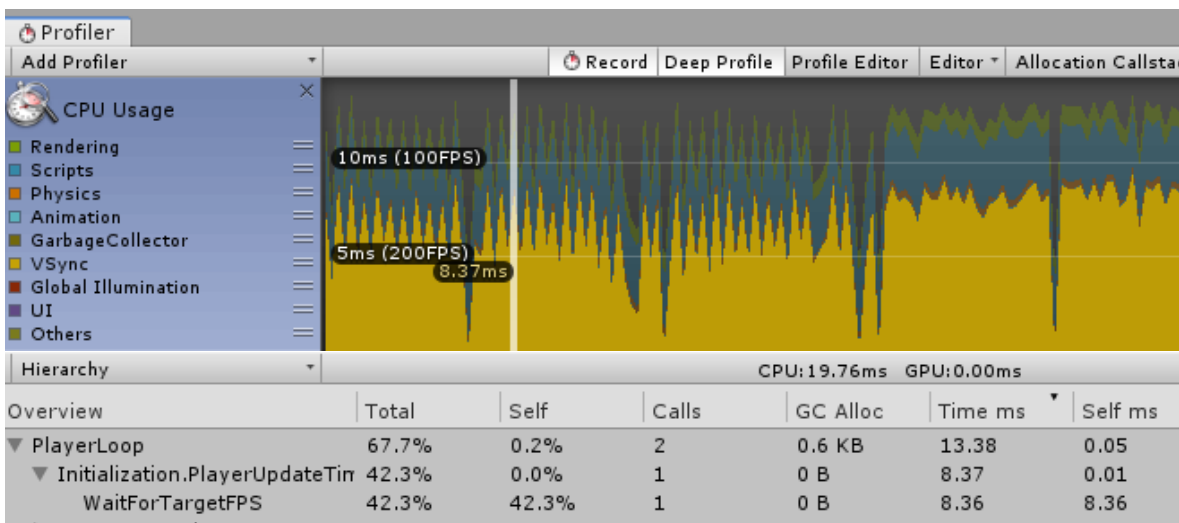 Profiler
Add Profiler Record Deep Profile Profile Editor Editor Allocation Callsta
CPU Usage
Rendering
Scripts
Physics
Animation
GarbageCollector
VSync
Global Illumination
UI
Others
10ms (100FPS)
5ms (200FPS)
8.37ms
Hierarchy CPU:19.76ms GPU:0.00ms
Overview Total Self Calls GC Alloc Time ms Self ms
PlayerLoop 67.7% 0.2% 2 0.6 KB 13.38 0.05
Initialization.PlayerUpdateTim 42.3% 0.0% 1 0 B 8.37 0.01
WaitForTargetFPS 42.3% 42.3% 1 0 B 8.36 8.36